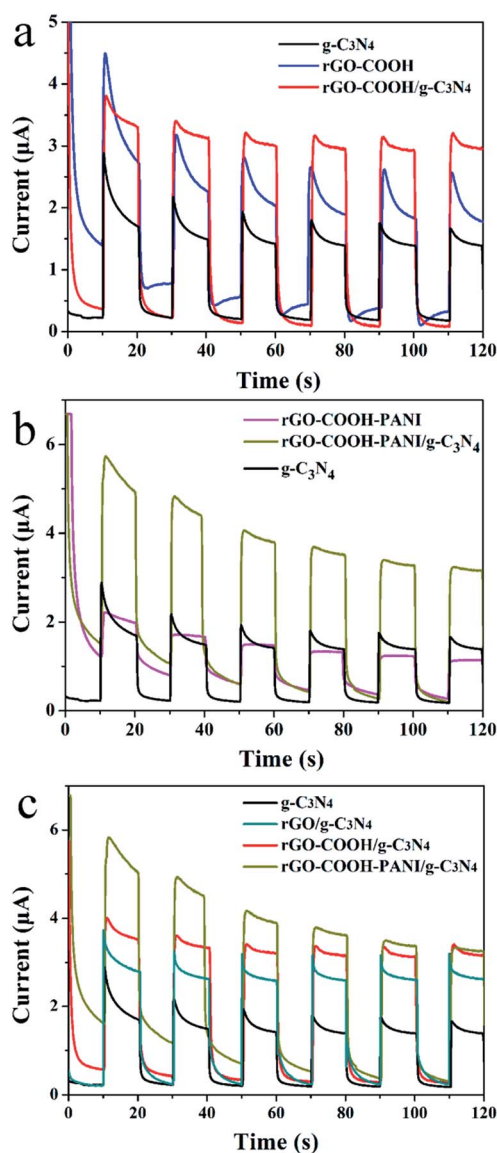 a
g-C₃N₄
rGO-COOH
rGO-COOH/g-C₃N₄
5
4
3
2
1
0
Current (μA)
0 20 40 60 80 100 120
Time (s)
b
rGO-COOH-PANI
rGO-COOH-PANI/g-C₃N₄
g-C₃N₄
6
4
2
0
Current (μA)
0 20 40 60 80 100 120
Time (s)
c
g-C₃N₄
rGO/g-C₃N₄
rGO-COOH/g-C₃N₄
rGO-COOH-PANI/g-C₃N₄
6
4
2
0
Current (μA)
0 20 40 60 80 100 120
Time (s)